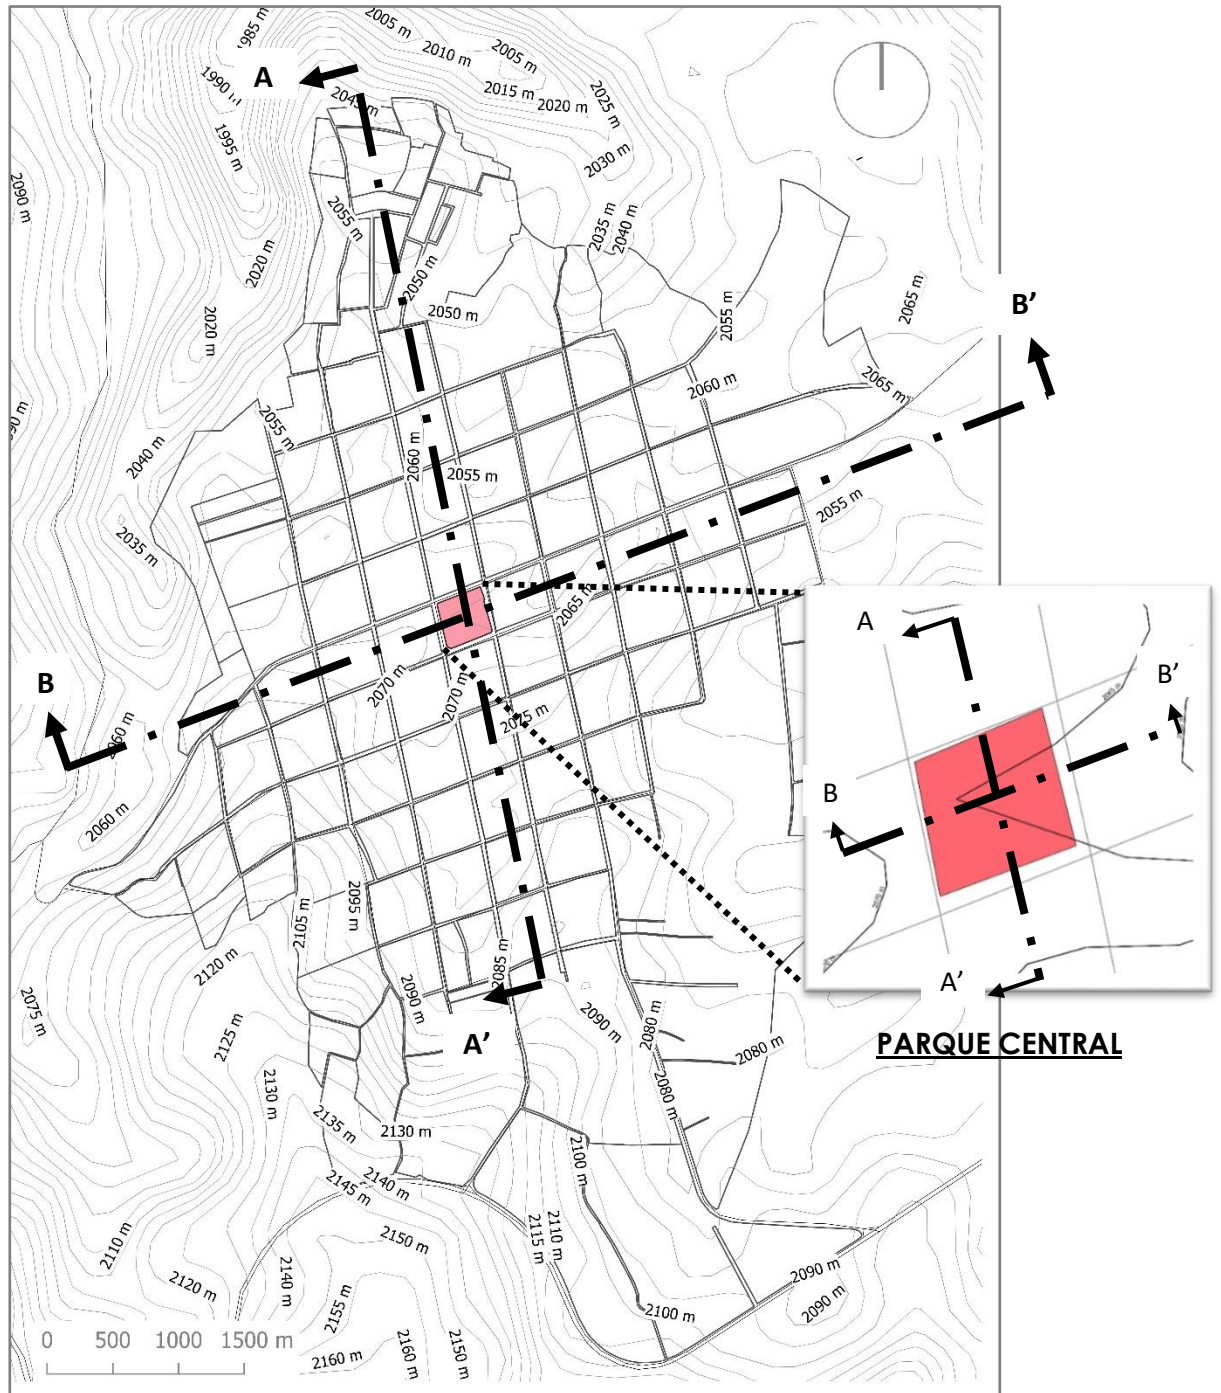 1985 m
2005 m
2010 m
2005 m
A
1990 m
2015 m
2020 m
2025 m
2045 m
1995 m
2030 m
2090 m
2055 m
2035 m
2040 m
2020 m
2050 m
2065 m
B’
2020 m
2050 m
2055 m
2065 m
2060 m
2055 m
2040 m
2060 m
2055 m
2055 m
2035 m
2065 m
A
B
2070 m
2070 m
B’
2060 m
2075 m
B
2060 m
2095 m
2105 m
2120 m
2085 m
A’
2090 m
2075 m
2090 m
2080 m
2125 m
A’
PARQUE CENTRAL
2080 m
2130 m
2080 m
2135 m
2130 m
2100 m
2145 m
2140 m
2110 m
2115 m
2110 m
2150 m
2120 m
2140 m
2090 m
2155 m
2100 m
2090 m
0 500 1000 1500 m
2160 m
2160 m
2150 m